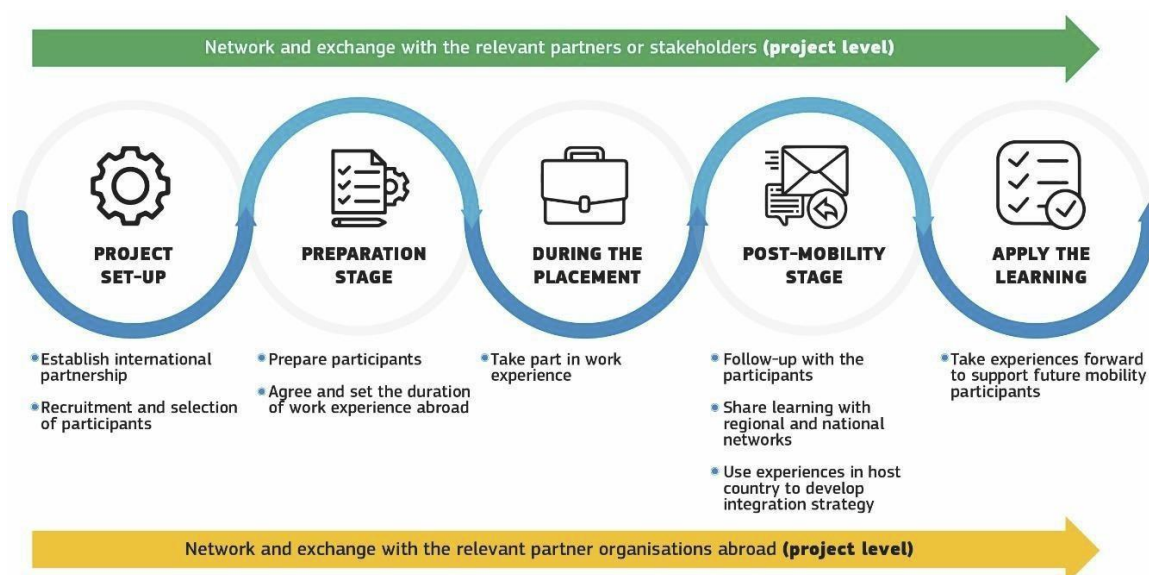 Network and exchange with the relevant partners or stakeholders (project level)
PROJECT
SET-UP
PREPARATION
STAGE
DURING THE
PLACEMENT
POST-MOBILITY
STAGE
APPLY THE
LEARNING
Establish international
partnership
Recruitment and selection
of participants
Prepare participants
Agree and set the duration
of work experience abroad
Take part in work
experience
Follow-up with the
participants
Share learning with
regional and national
networks
Use experiences in host
country to develop
integration strategy
Take experiences forward
to support future mobility
participants
Network and exchange with the relevant partner organisations abroad (project level)